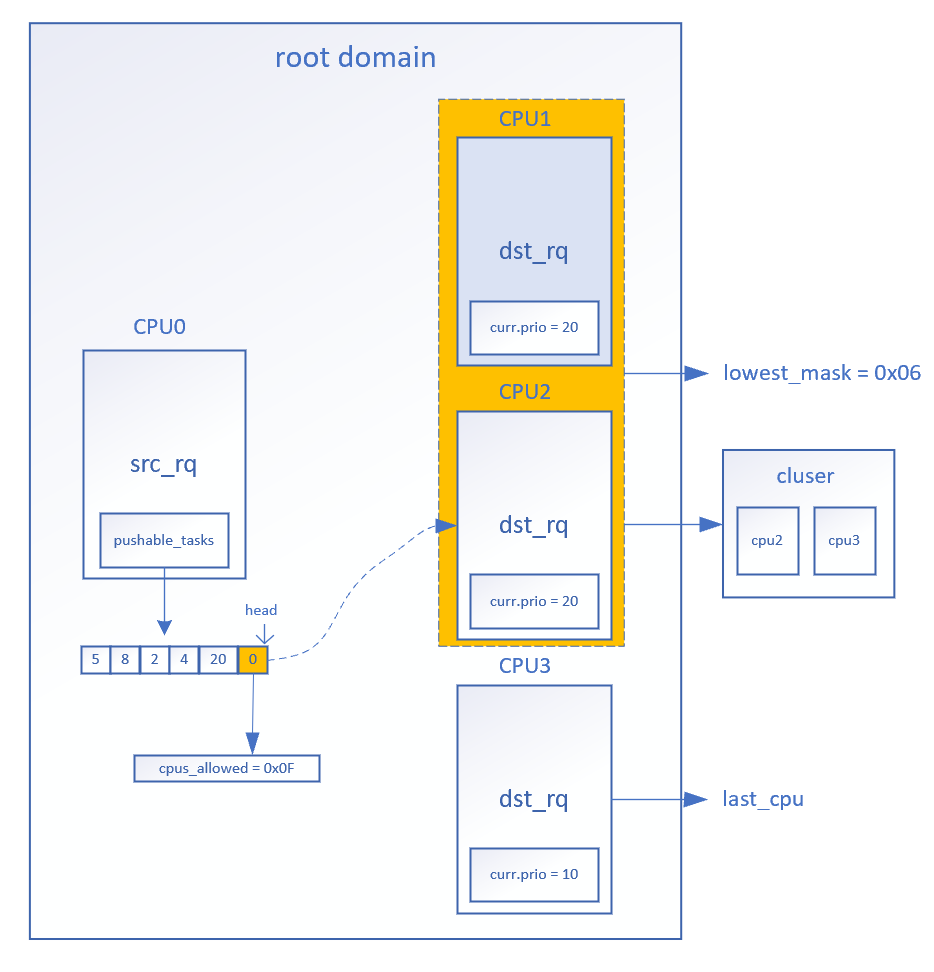 root domain
CPU1
dst_rq
curr.prio = 20
CPU0
src_rq
pushable_tasks
head
5 8 2 4 20 0
cpus_allowed = 0x0F
CPU2
dst_rq
curr.prio = 20
CPU3
dst_rq
curr.prio = 10
lowest_mask = 0x06
cluser
cpu2 cpu3
last_cpu